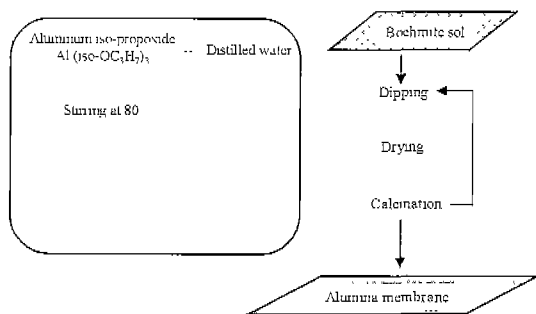 Aluminum iso-propoxide
Al (iso-OC3H7)3 -- Distilled water
Stirring at 80
Boehmite sol
Dipping
Drying
Calcination
Alumina membrane